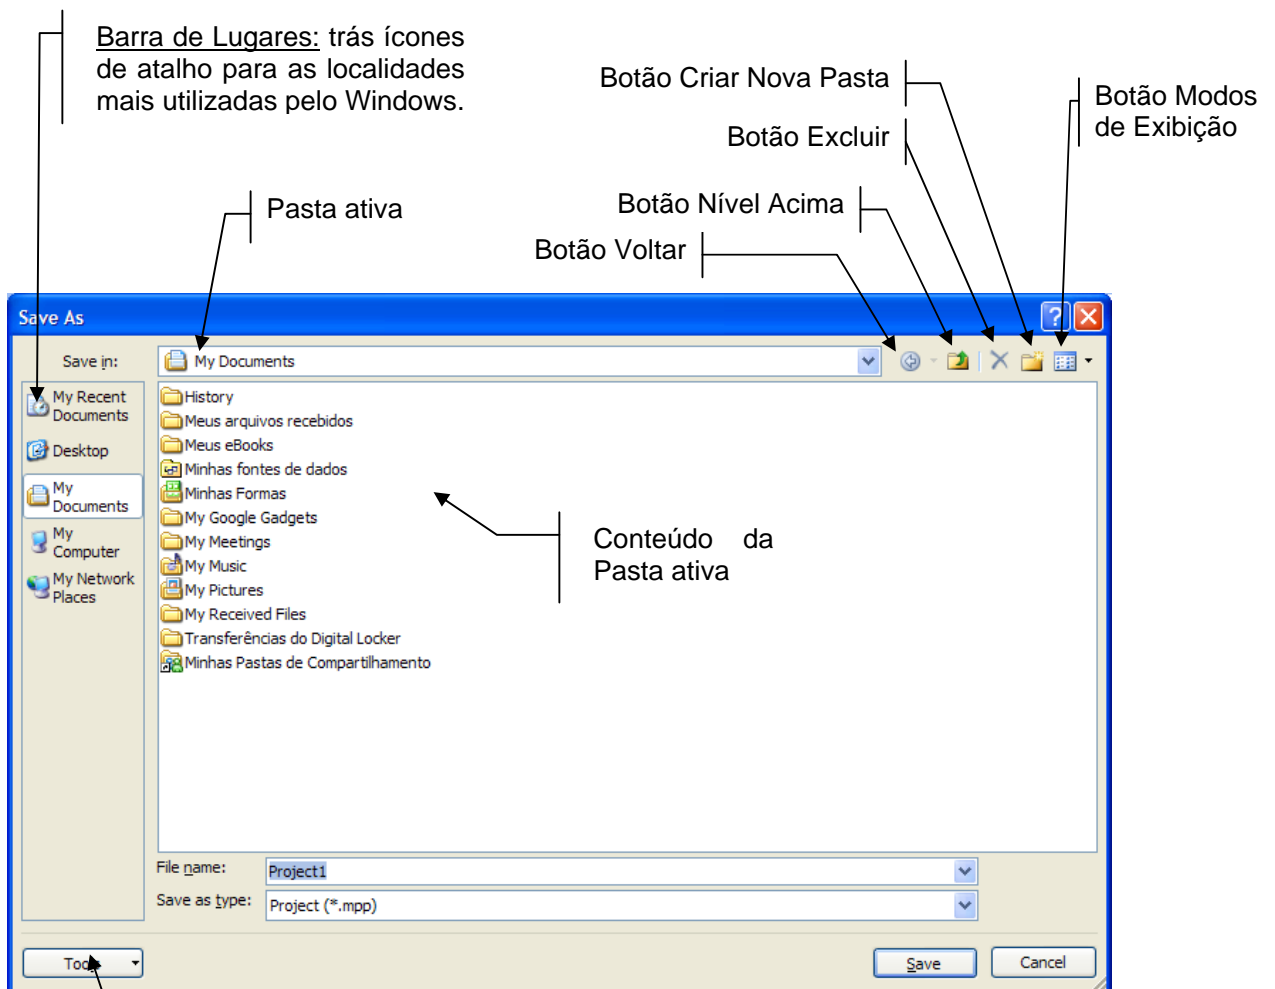 Barra de Lugares: trás ícones
de atalho para as localidades
mais utilizadas pelo Windows.
Botão Criar Nova Pasta
Botão Modos
de Exibição
Botão Excluir
Pasta ativa
Botão Nível Acima
Botão Voltar
Save As
Save in:
My Documents
My Recent
Documents
Desktop
My
Documents
My
Computer
My Network
Places
History
Meus arquivos recebidos
Meus eBooks
Minhas fontes de dados
Minhas Formas
My Google Gadgets
My Meetings
My Music
My Pictures
My Received Files
Transferências do Digital Locker
Minhas Pastas de Compartilhamento
Conteúdo da
Pasta ativa
File name:
Project1
Save as type:
Project (*.mpp)
Tools
Save
Cancel